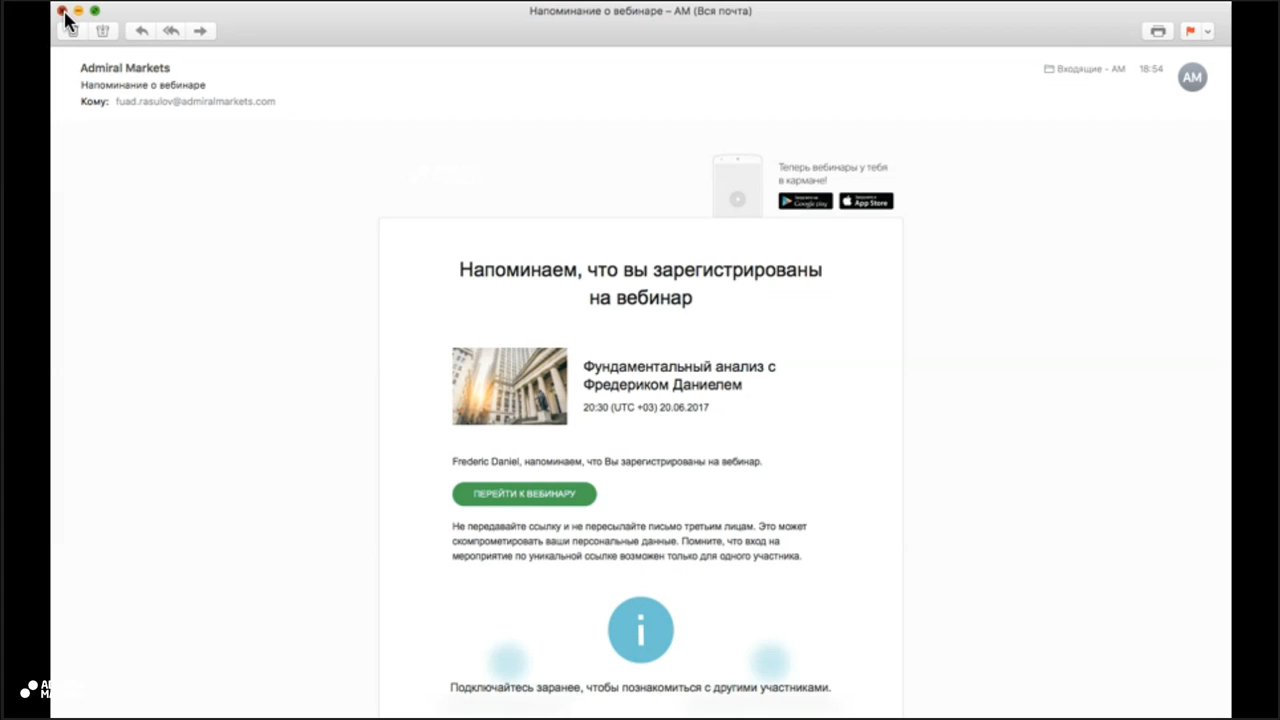 Напоминание о вебинаре – AM (Вся почта)
Admiral Markets
Входящие - AM 18:54
AM
Напоминание о вебинаре
Кому: fuad.rasulov@admiralmarkets.com
Теперь вебинары у тебя
в кармане!
Google play
App Store
Напоминаем, что вы зарегистрированы
на вебинар
Фундаментальный анализ с
Фредериком Даниелем
20:30 (UTC +03) 20.06.2017
Frederic Daniel, напоминаем, что Вы зарегистрированы на вебинар.
ПЕРЕЙТИ К ВЕБИНАРУ
Не передавайте ссылку и не пересылайте письмо третьим лицам. Это может
скомпрометировать ваши персональные данные. Помните, что вход на
мероприятие по уникальной ссылке возможен только для одного участника.
i
Подключайтесь заранее, чтобы познакомиться с другими участниками.